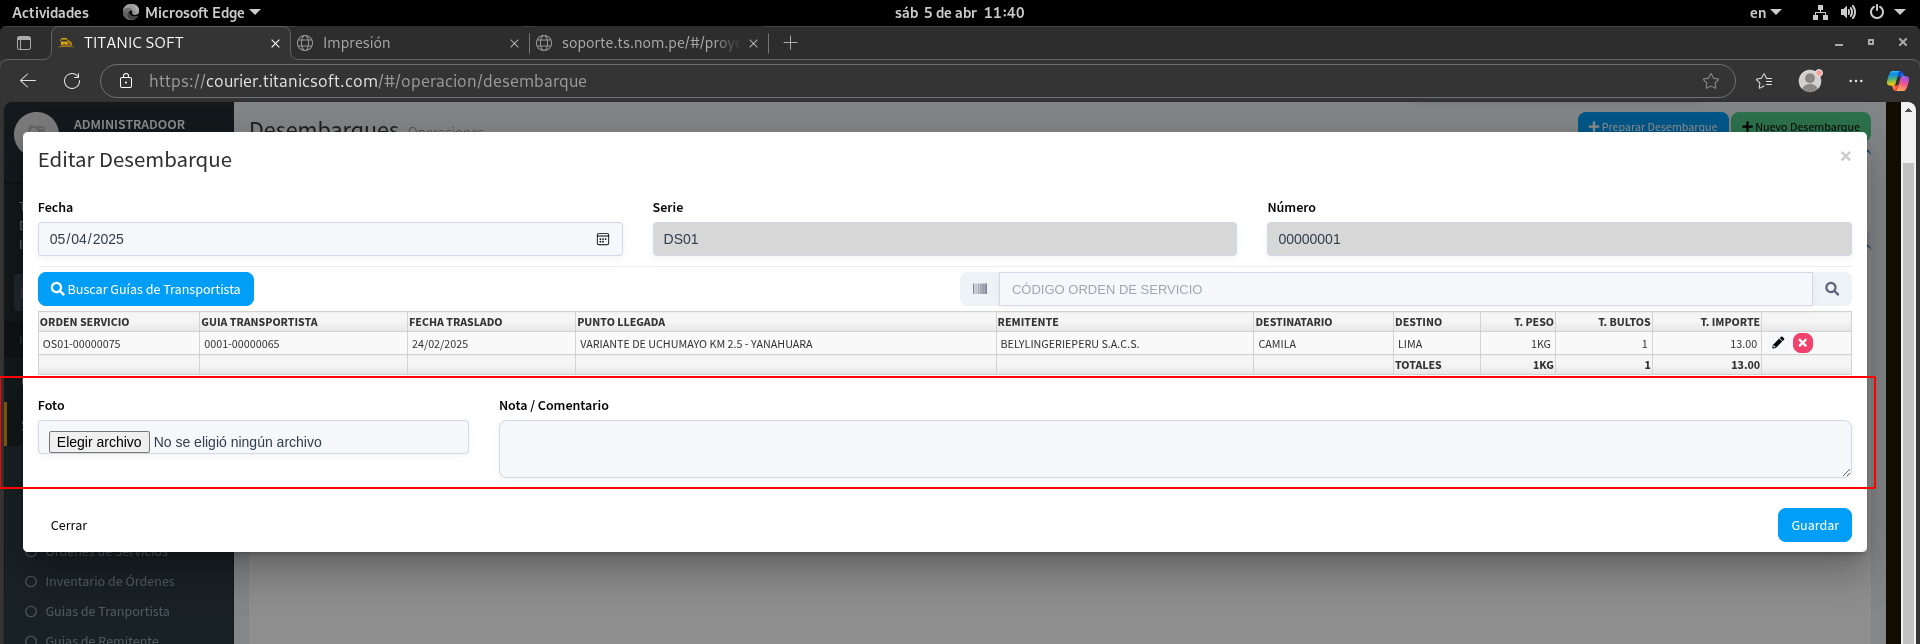 Actividades Microsoft Edge sáb 5 de abr 11:40 en
TITANIC SOFT Impresión soporte.ts.nom.pe/#/proye
https://courier.titanicsoft.com/#/operacion/desembarque
ADMINISTRADOOR
Desembarques Operaciones Preparar Desembarque Nuevo Desembarque
Editar Desembarque
Fecha Serie Número
05/04/2025 DS01 00000001
Buscar Guías de Transportista CÓDIGO ORDEN DE SERVICIO
ORDEN SERVICIO GUIA TRANSPORTISTA FECHA TRASLADO PUNTO LLEGADA REMITENTE DESTINATARIO DESTINO T. PESO T. BULTOS T. IMPORTE
OS01-00000075 0001-00000065 24/02/2025 VARIANTE DE UCHUMAYO KM 2.5 - YANAHUARA BELYLINGERIEPERU S.A.C.S. CAMILA LIMA 1KG 1 13.00
TOTALES 1KG 1 13.00
Foto Nota / Comentario
Elegir archivo No se eligió ningún archivo
Cerrar Guardar
Órdenes de Servicios
Inventario de Órdenes
Guias de Tranportista
Guias de Remitente